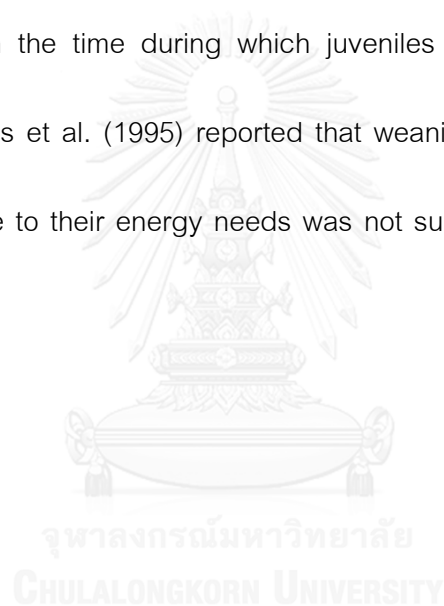 the time during which juveniles
s et al. (1995) reported that weani
e to their energy needs was not su
จุฬาลงกรณ์มหาวิทยาลัย
CHULALONGKORN UNIVERSITY